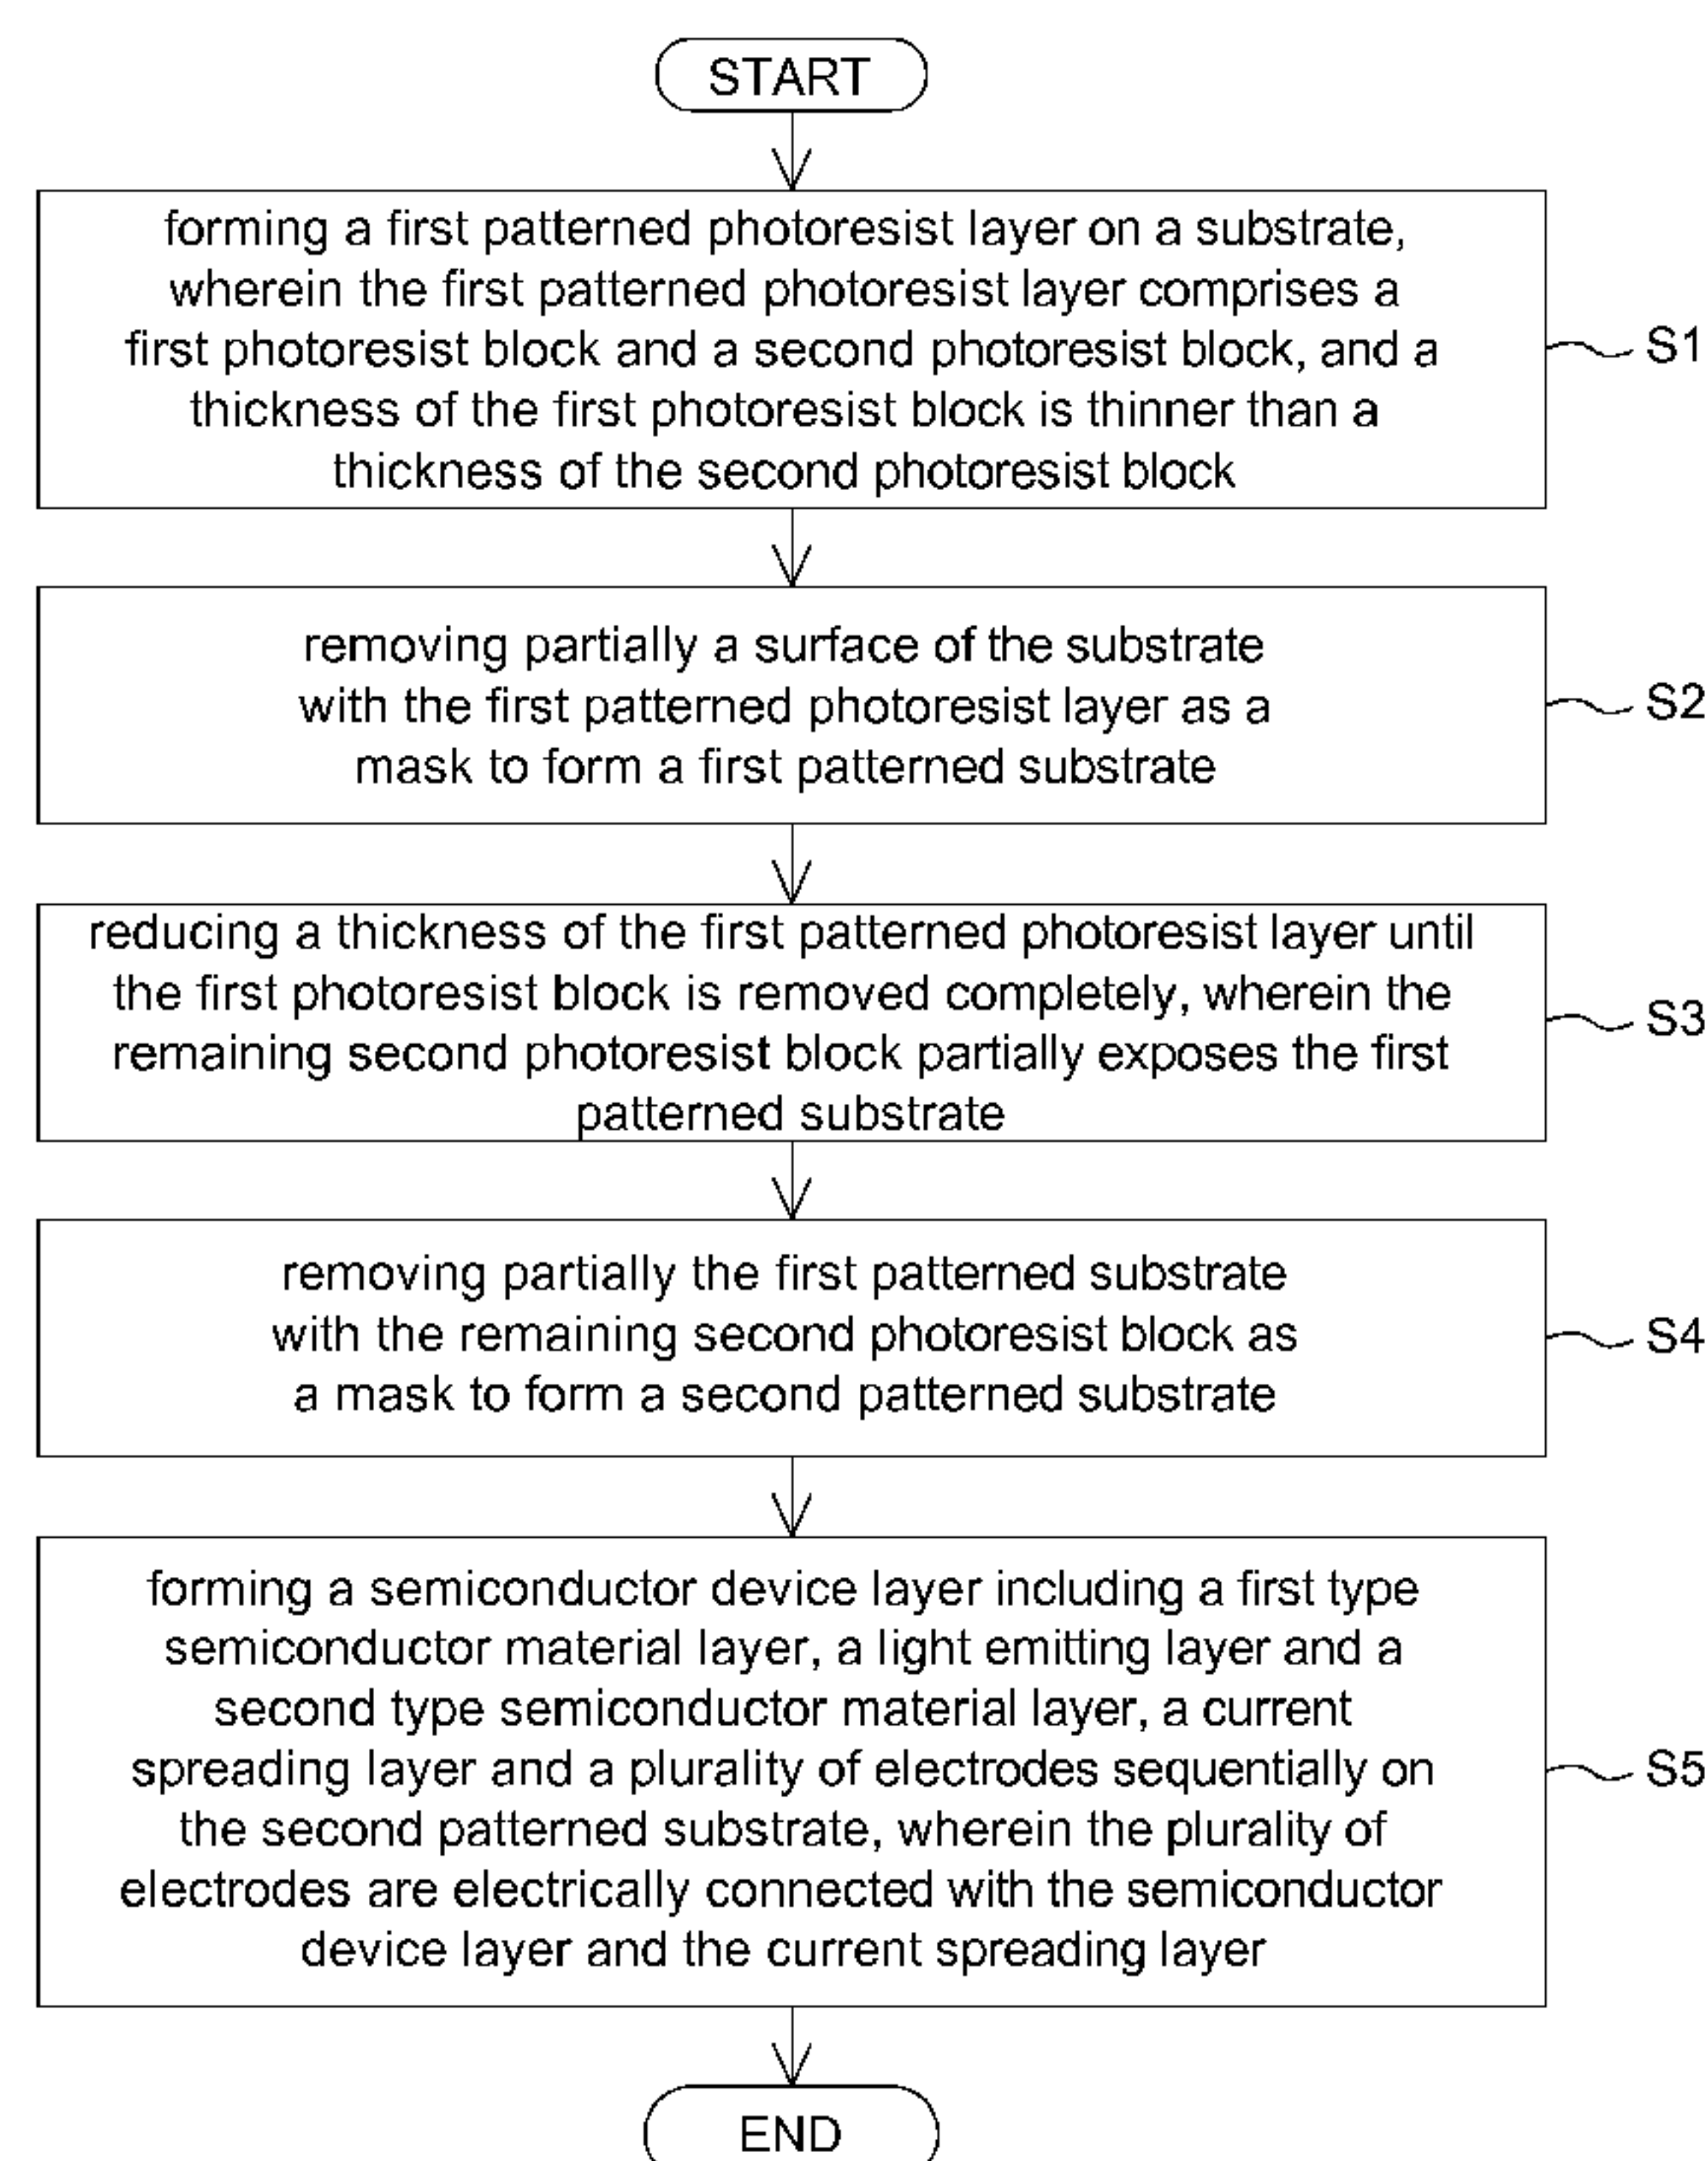 START
forming a first patterned photoresist layer on a substrate,
wherein the first patterned photoresist layer comprises a
first photoresist block and a second photoresist block, and a
thickness of the first photoresist block is thinner than a
thickness of the second photoresist block
S1
removing partially a surface of the substrate
with the first patterned photoresist layer as a
mask to form a first patterned substrate
S2
reducing a thickness of the first patterned photoresist layer until
the first photoresist block is removed completely, wherein the
remaining second photoresist block partially exposes the first
patterned substrate
S3
removing partially the first patterned substrate
with the remaining second photoresist block as
a mask to form a second patterned substrate
S4
forming a semiconductor device layer including a first type
semiconductor material layer, a light emitting layer and a
second type semiconductor material layer, a current
spreading layer and a plurality of electrodes sequentially on
the second patterned substrate, wherein the plurality of
electrodes are electrically connected with the semiconductor
device layer and the current spreading layer
S5
END